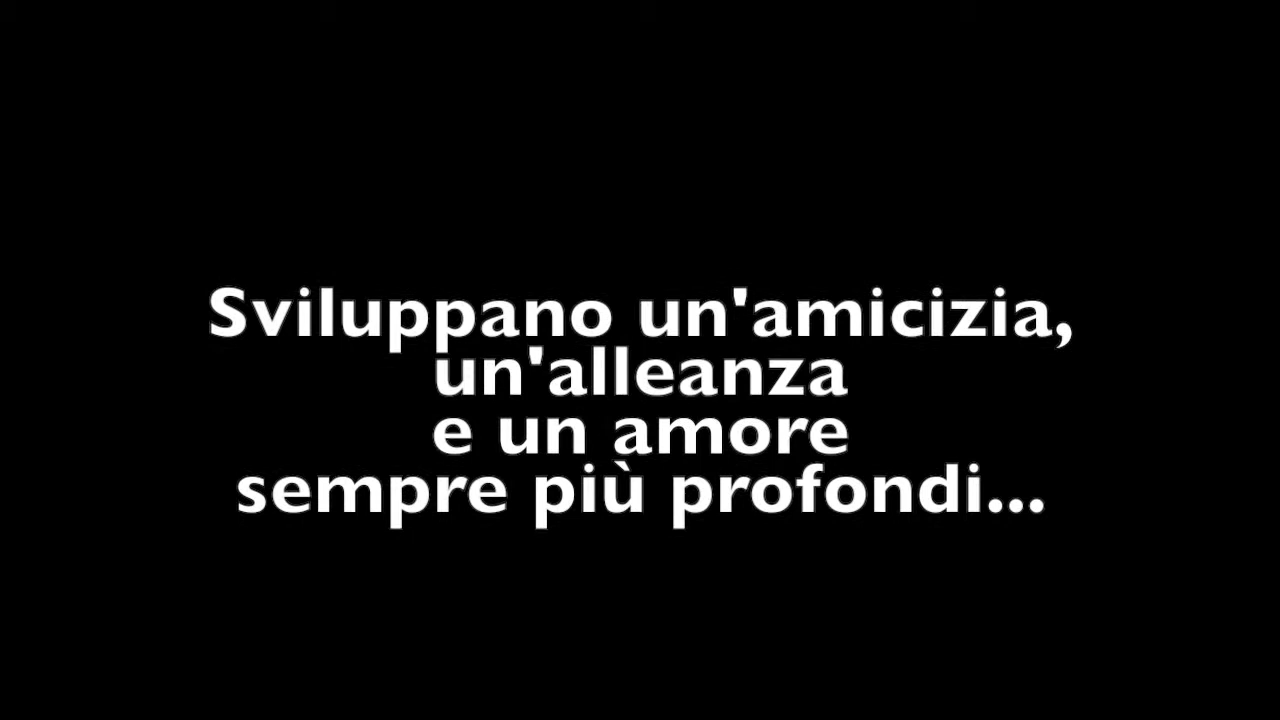 Sviluppano un'amicizia,
un'alleanza
e un amore
sempre più profondi...